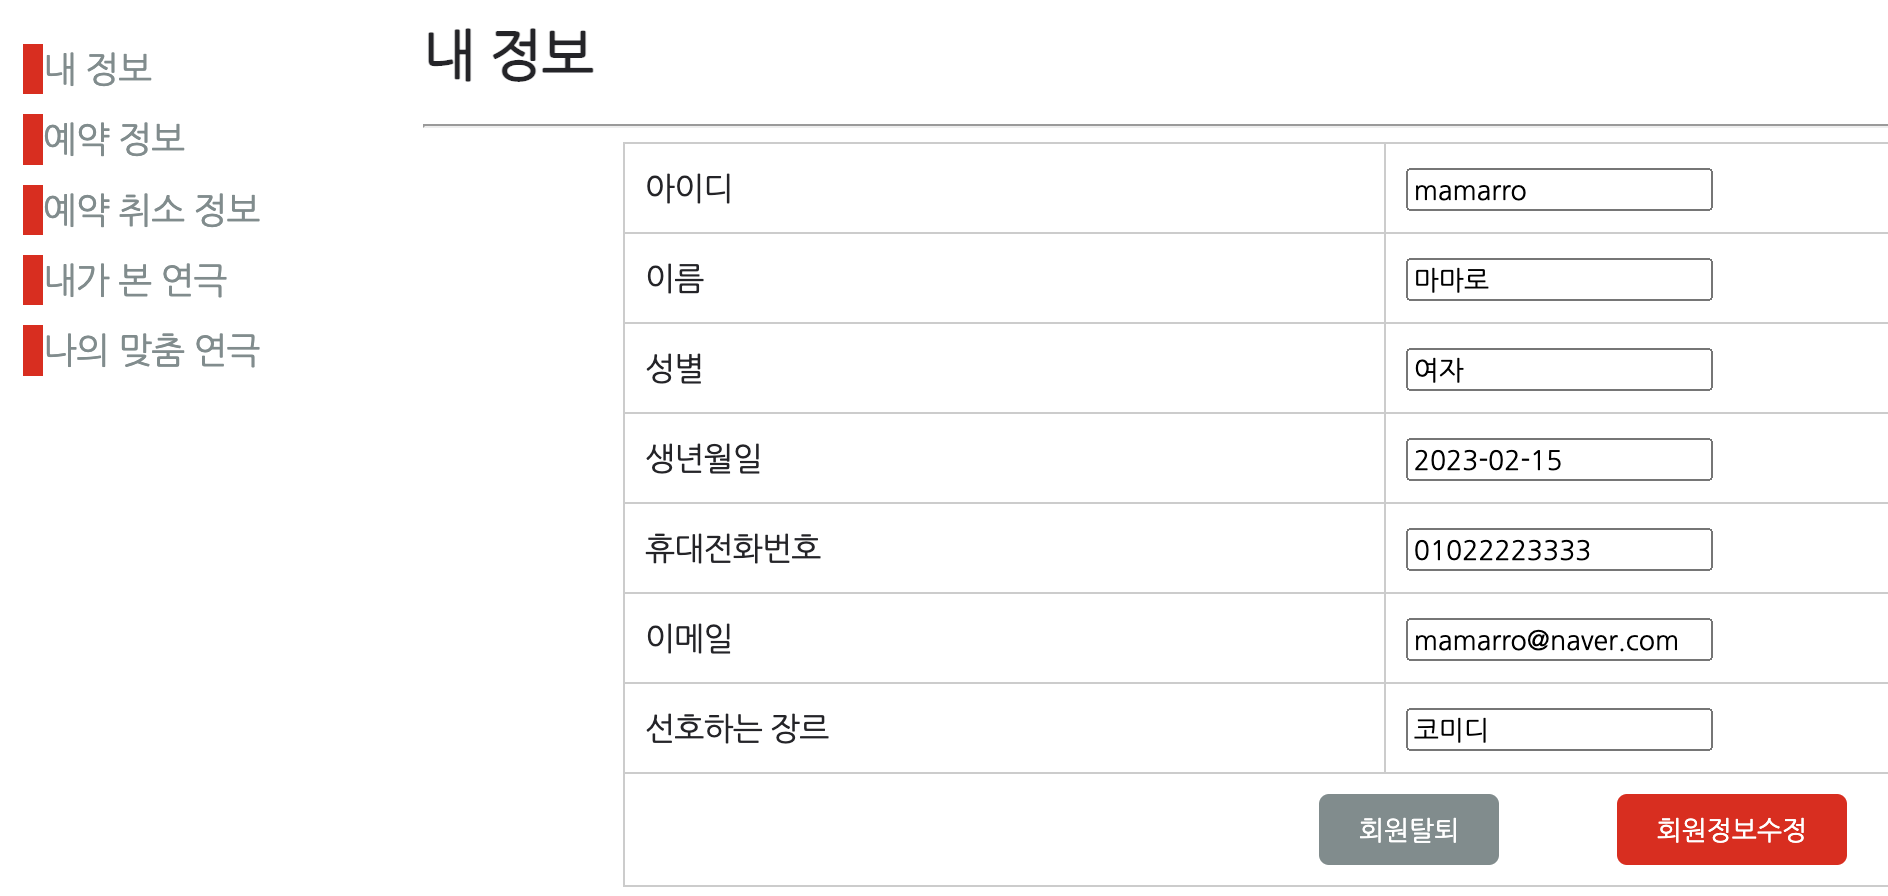 내 정보
예약 정보
예약 취소 정보
내가 본 연극
나의 맞춤 연극
내 정보
아이디 mamarro
이름 마마로
성별 여자
생년월일 2023-02-15
휴대전화번호 01022223333
이메일 mamarro@naver.com
선호하는 장르 코미디
회원탈퇴 회원정보수정